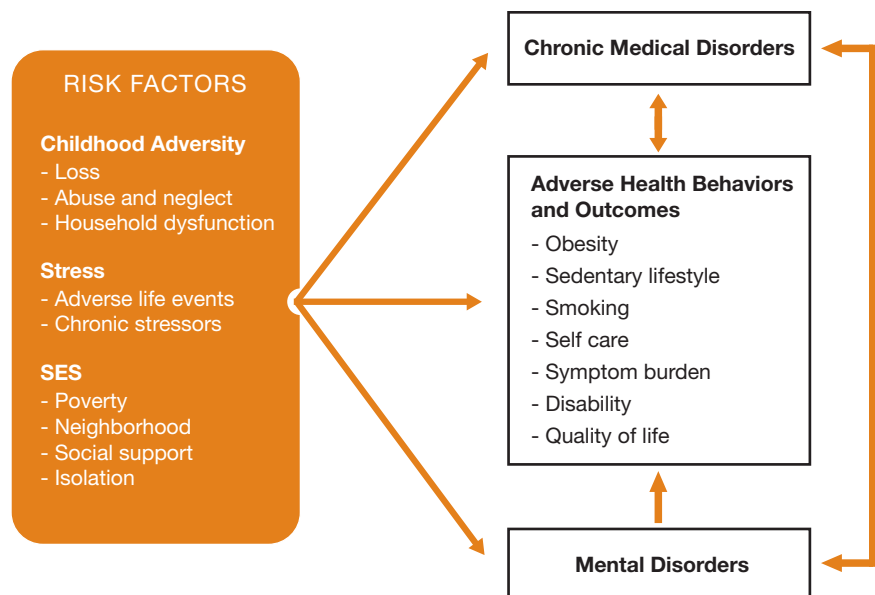 RISK FACTORS
Childhood Adversity
- Loss
- Abuse and neglect
- Household dysfunction
Stress
- Adverse life events
- Chronic stressors
SES
- Poverty
- Neighborhood
- Social support
- Isolation
Chronic Medical Disorders
Adverse Health Behaviors
and Outcomes
- Obesity
- Sedentary lifestyle
- Smoking
- Self care
- Symptom burden
- Disability
- Quality of life
Mental Disorders